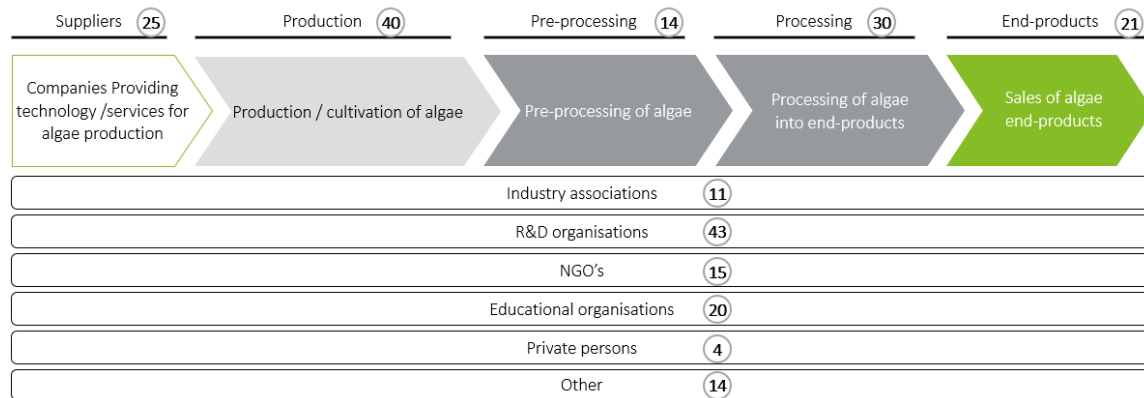 Suppliers 25 Production 40 Pre-processing 14 Processing 30 End-products 21
Companies Providing
technology /services for
algae production
Production / cultivation of algae
Pre-processing of algae
Processing of algae
into end-products
Sales of algae
end-products
Industry associations 11
R&D organisations 43
NGO's 15
Educational organisations 20
Private persons 4
Other 14